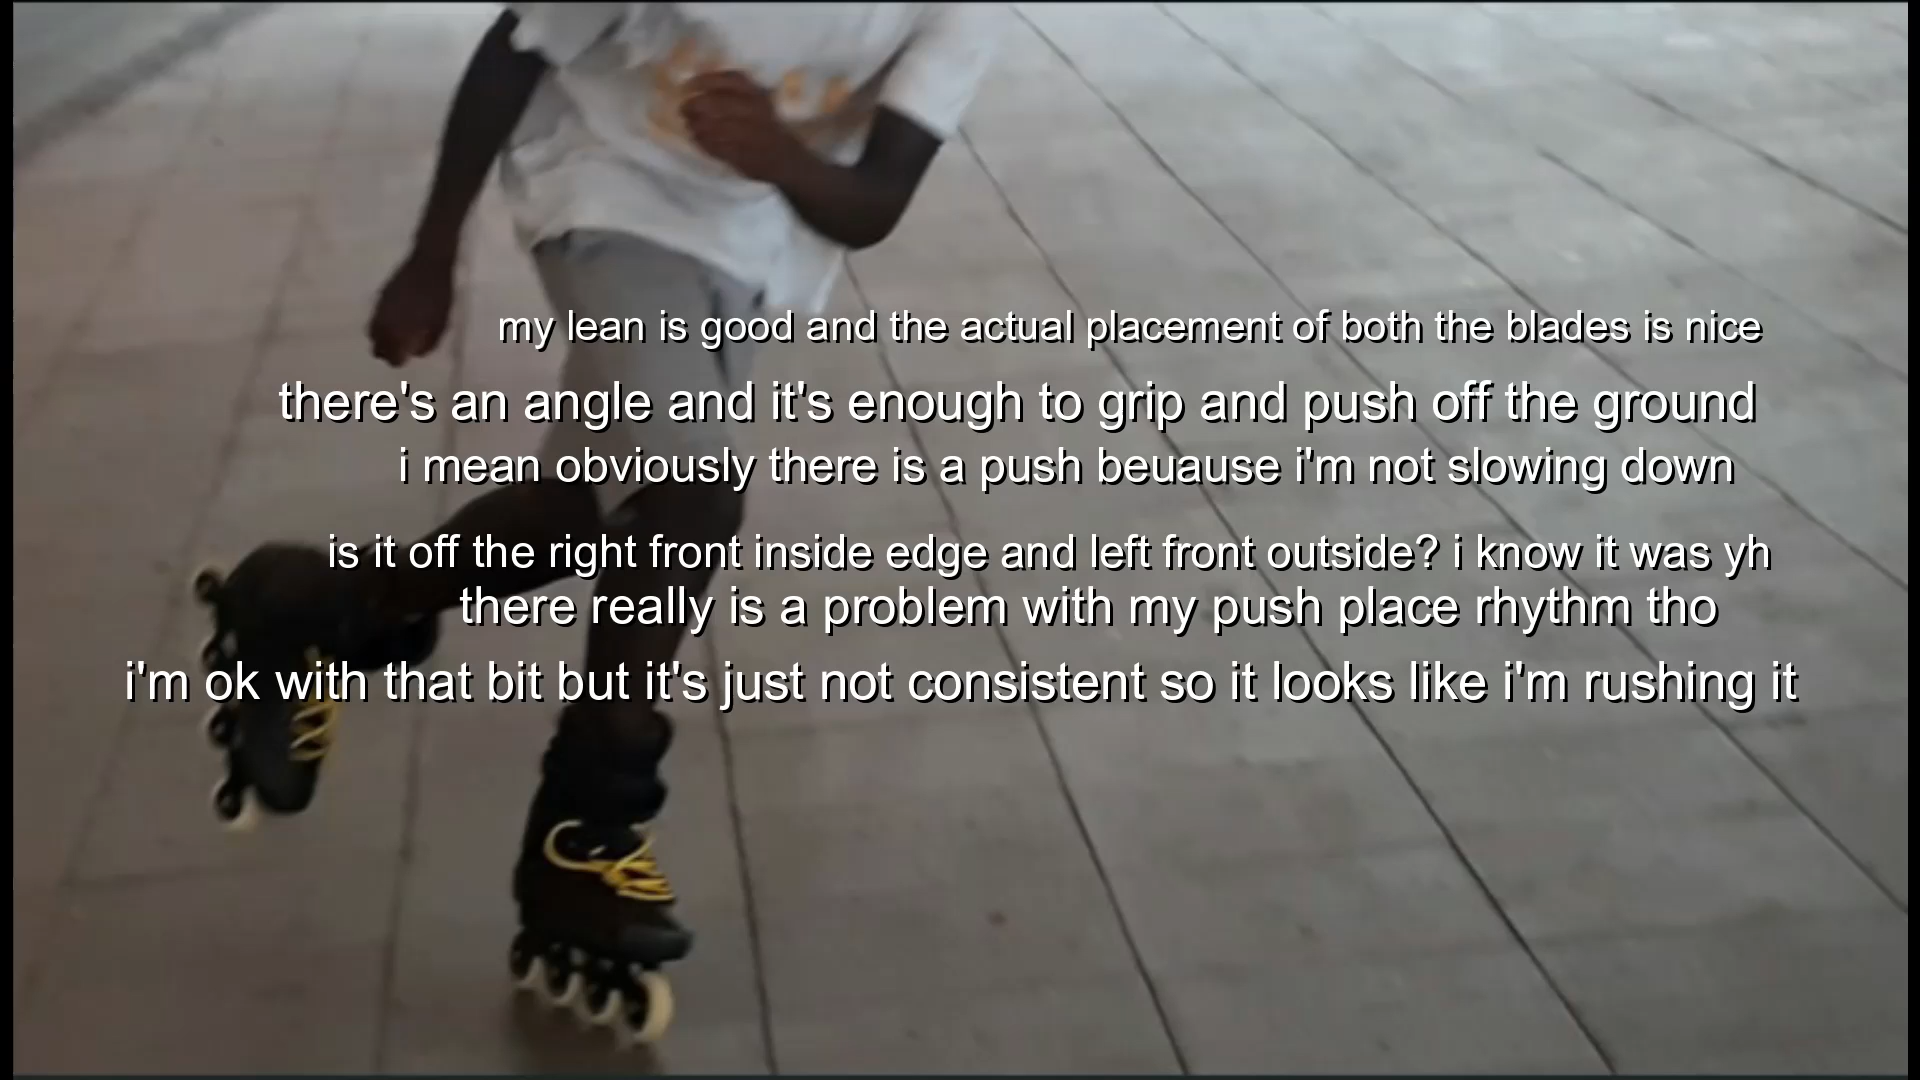 my lean is good and the actual placement of both the blades is nice
there's an angle and it's enough to grip and push off the ground
i mean obviously there is a push beuause i'm not slowing down
is it off the right front inside edge and left front outside? i know it was yh
there really is a problem with my push place rhythm tho
i'm ok with that bit but it's just not consistent so it looks like i'm rushing it